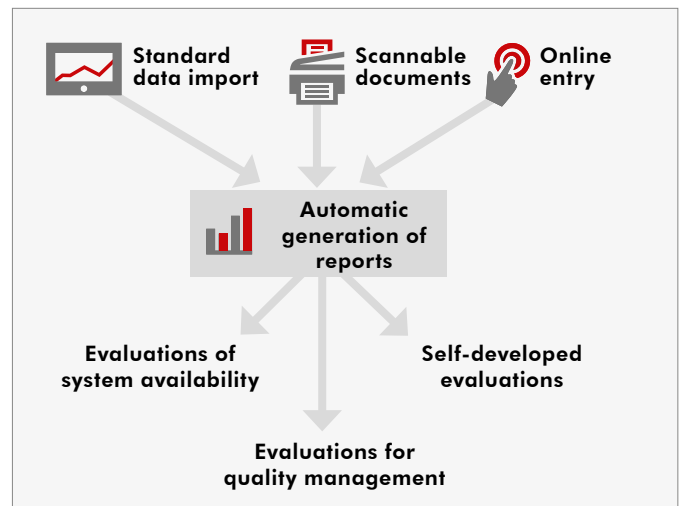 Standard
data import
Scannable
documents
Online
entry
Automatic
generation of
reports
Evaluations of
system availability
Self-developed
evaluations
Evaluations for
quality management